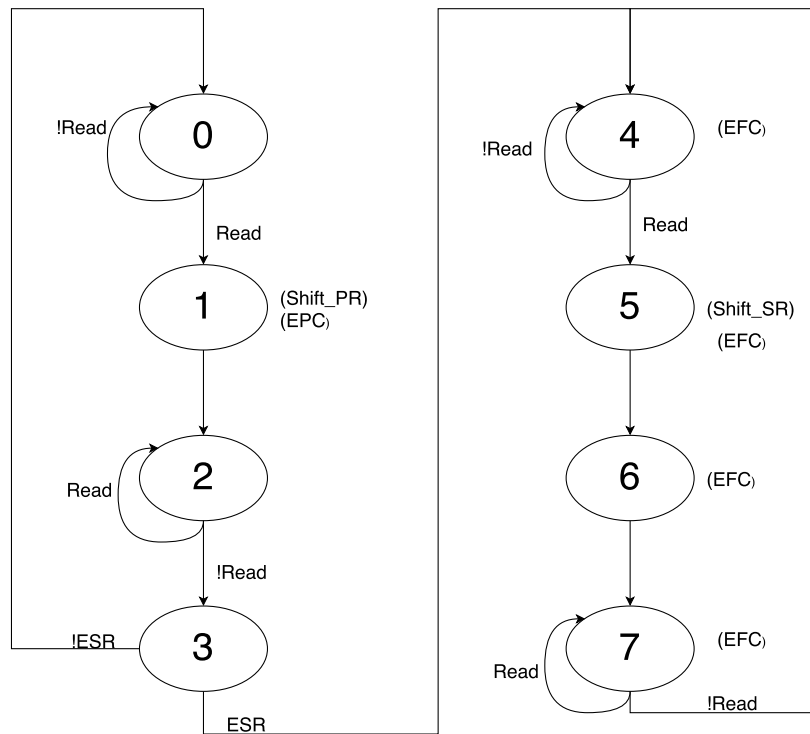 !Read
0
Read
1
(Shift_PR)
(EPC)
Read
2
!Read
!ESR
3
ESR
!Read
4
(EFC)
Read
5
(Shift_SR)
(EFC)
6
(EFC)
Read
7
(EFC)
!Read